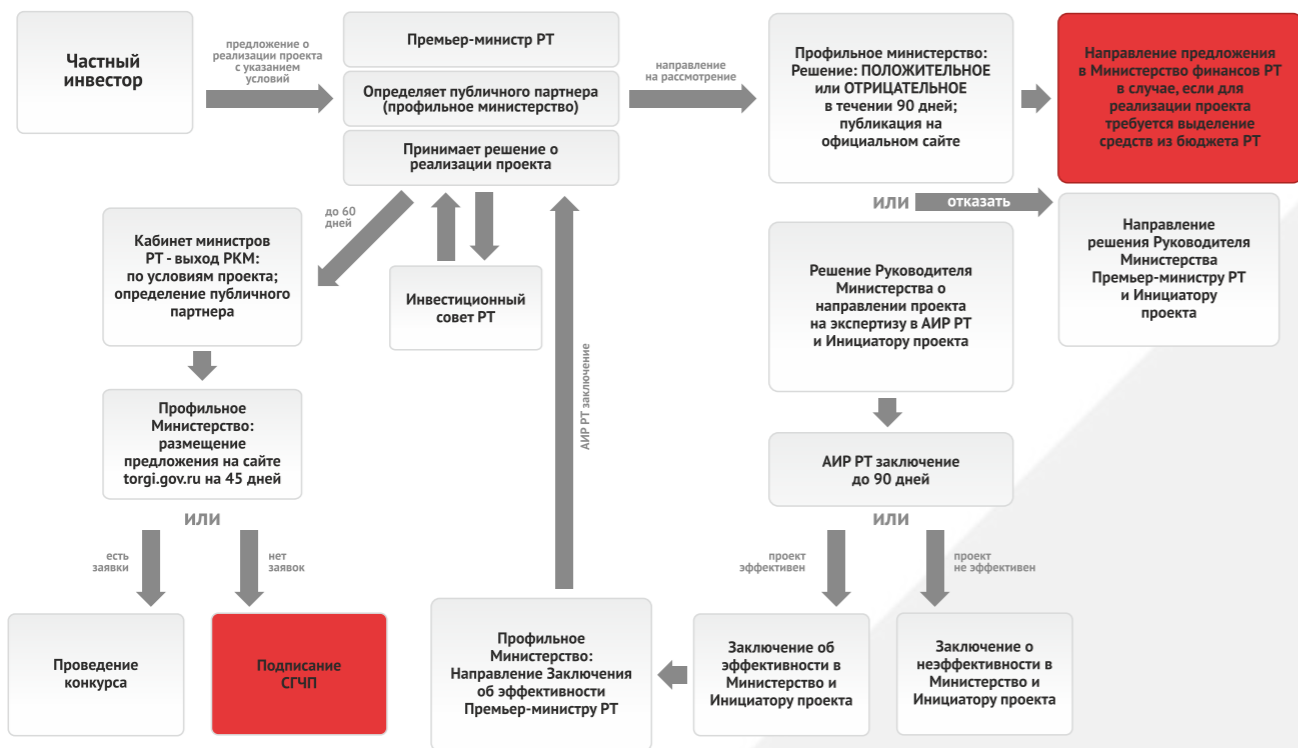 Частный
инвестор
предложение о
реализации проекта
с указанием
условий
Премьер-министр РТ
Определяет публичного партнера
(профильное министерство)
Принимает решение о
реализации проекта
направление
на рассмотрение
Профильное министерство:
Решение: ПОЛОЖИТЕЛЬНОЕ
или ОТРИЦАТЕЛЬНОЕ
в течении 90 дней;
публикация на
официальном сайте
Направление предложения
в Министерство финансов РТ
в случае, если для
реализации проекта
требуется выделение
средств из бюджета РТ
ИЛИ
отказать
Направление
решения Руководителя
Министерства
Премьер-министру РТ
и Инициатору
проекта
Решение Руководителя
Министерства о
направлении проекта
на экспертизу в АИР РТ
и Инициатору проекта
до 60
дней
Кабинет министров
РТ - выход РКМ:
по условиям проекта;
определение публичного
партнера
Инвестиционный
совет РТ
АИР РТ заключение
Профильное
Министерство:
размещение
предложения на сайте
torgi.gov.ru на 45 дней
АИР РТ заключение
до 90 дней
ИЛИ
ИЛИ
есть
заявки
нет
заявок
проект
эффективен
проект
не эффективен
Проведение
конкурса
Подписание
СГЧП
Профильное
Министерство:
Направление Заключения
об эффективности
Премьер-министру РТ
Заключение об
эффективности в
Министерство и
Инициатору проекта
Заключение о
неэффективности в
Министерство и
Инициатору проекта